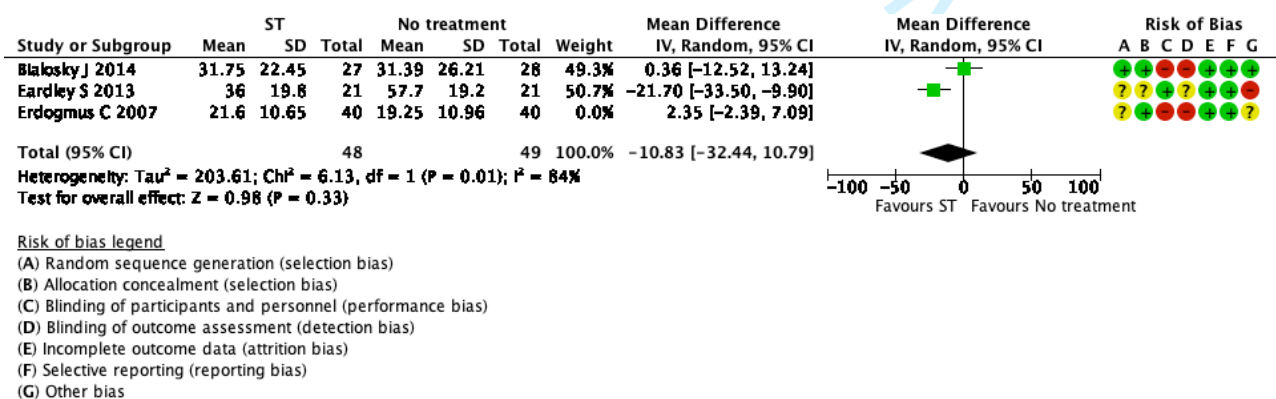 ST No treatment Mean Difference Mean Difference Risk of Bias
Study or Subgroup Mean SD Total Mean SD Total Weight IV, Random, 95% CI IV, Random, 95% CI A B C D E F G
Bialosky J 2014 31.75 22.45 27 31.39 26.21 28 49.3% 0.36 [−12.52, 13.24] + + − − + + +
Eardley S 2013 36 19.8 21 57.7 19.2 21 50.7% −21.70 [−33.50, −9.90] ? ? + ? + + −
Erdogmus C 2007 21.6 10.65 40 19.25 10.96 40 0.0% 2.35 [−2.39, 7.09] ? + − − + + ?
Total (95% CI) 48 49 100.0% −10.83 [−32.44, 10.79]
Heterogeneity: Tau² = 203.61; Chi² = 6.13, df = 1 (P = 0.01); I² = 84%
Test for overall effect: Z = 0.98 (P = 0.33)
−100 −50 0 50 100
Favours ST Favours No treatment
Risk of bias legend
(A) Random sequence generation (selection bias)
(B) Allocation concealment (selection bias)
(C) Blinding of participants and personnel (performance bias)
(D) Blinding of outcome assessment (detection bias)
(E) Incomplete outcome data (attrition bias)
(F) Selective reporting (reporting bias)
(G) Other bias